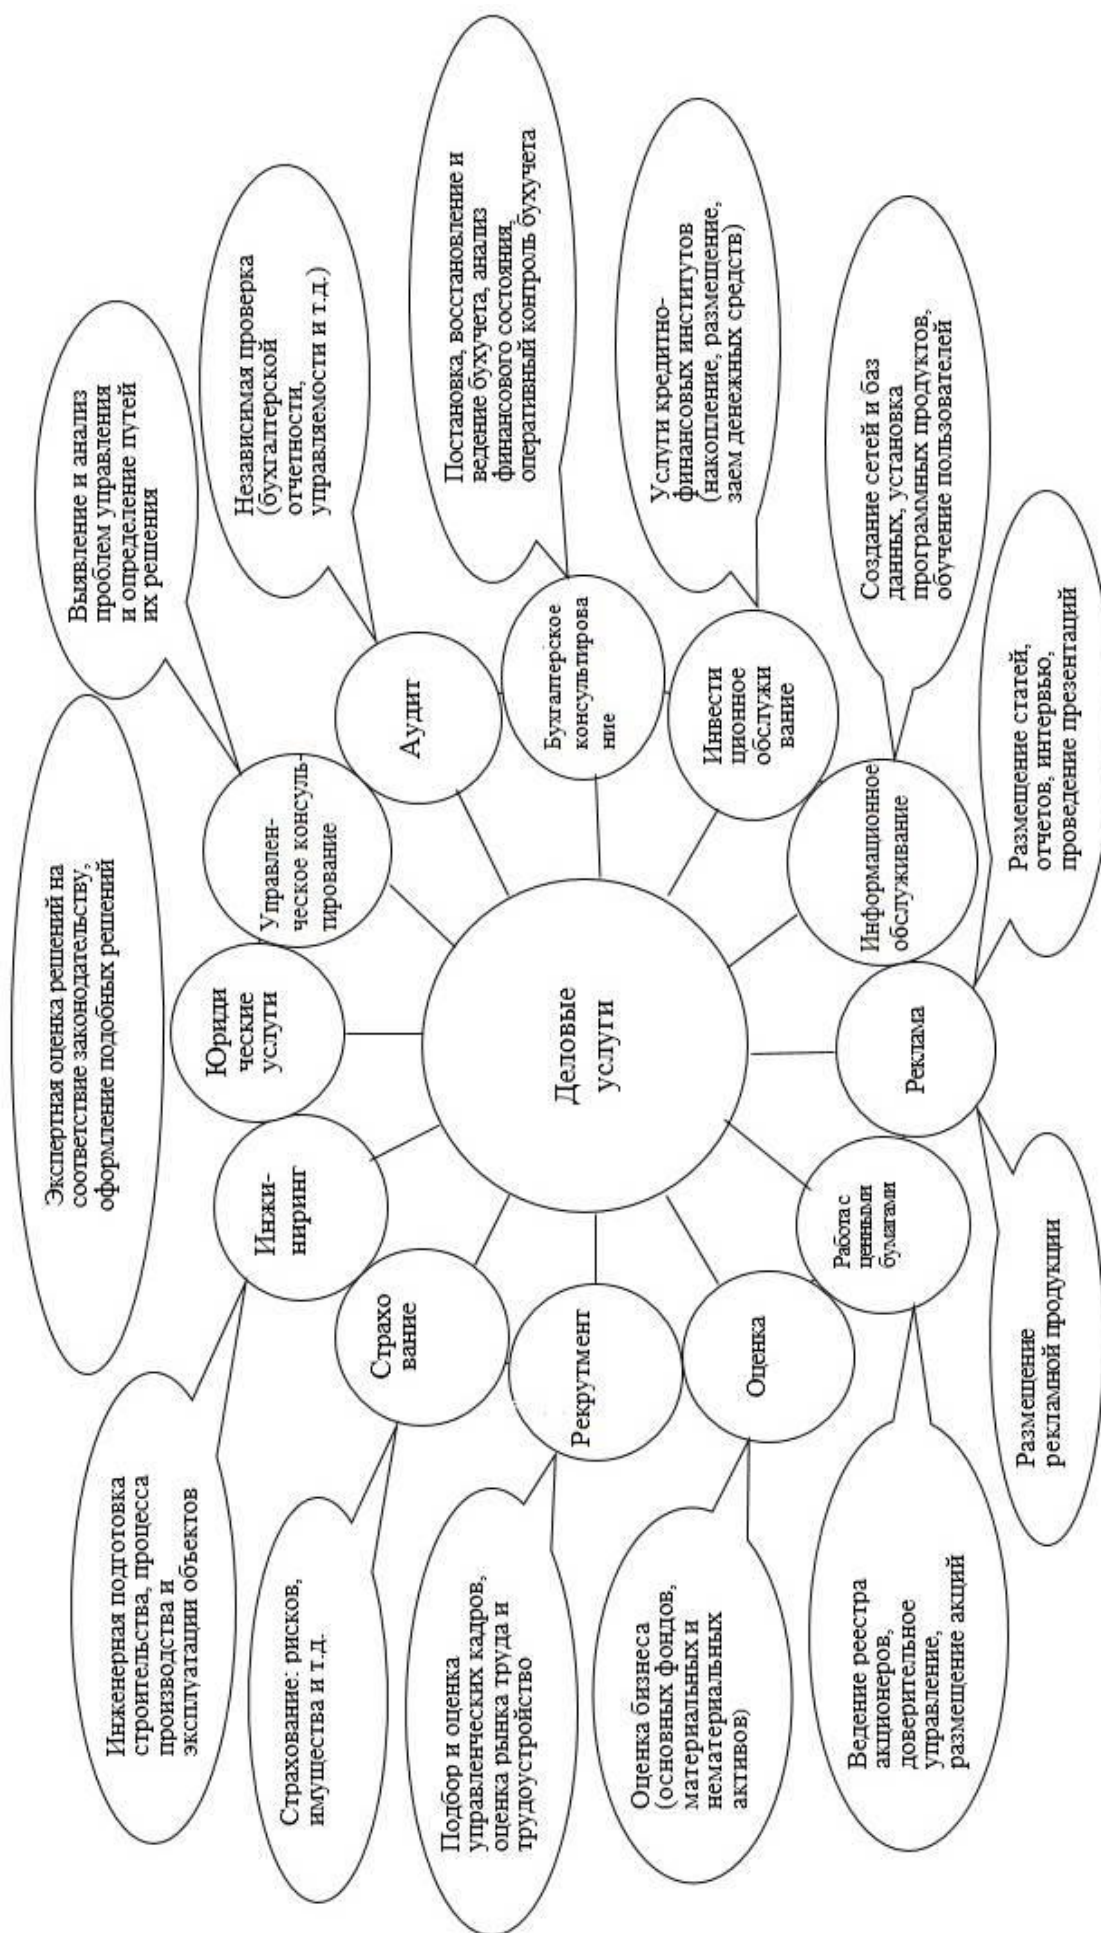 Экспертная оценка решений на
соответствие законодательству,
оформление подобных решений
Выявление и анализ
проблем управления
и определение путей
их решения
Независимая проверка
(бухгалтерской
отчетности,
управляемости и т.д.)
Постановка, восстановление и
ведение бухучета, анализ
финансового состояния,
оперативный контроль бухучета
Услуги кредитно-
финансовых институтов
(накопление, размещение,
заем денежных средств)
Создание сетей и баз
данных, установка
программных продуктов,
обучение пользователей
Размещение статей,
отчетов, интервью,
проведение презентаций
Размещение
рекламной продукции
Ведение реестра
акционеров,
доверительное
управление,
размещение акций
Оценка бизнеса
(основных фондов,
материальных и
нематериальных
активов)
Подбор и оценка
управленческих кадров,
оценка рынка труда и
трудоустройство
Страхование: рисков,
имущества и т.д.
Инженерная подготовка
строительства, процесса
производства и
эксплуатации объектов
Юриди
ческие
услуги
Управлен-
ческое консуль-
тирование
Аудит
Бухгалтерское
консультирова
ние
Инвести
ционное
обслужи
вание
Информационное
обслуживание
Реклама
Работа с
ценными
бумагами
Оценка
Рекрутмент
Страхо
вание
Инжи-
ниринг
Деловые
услуги